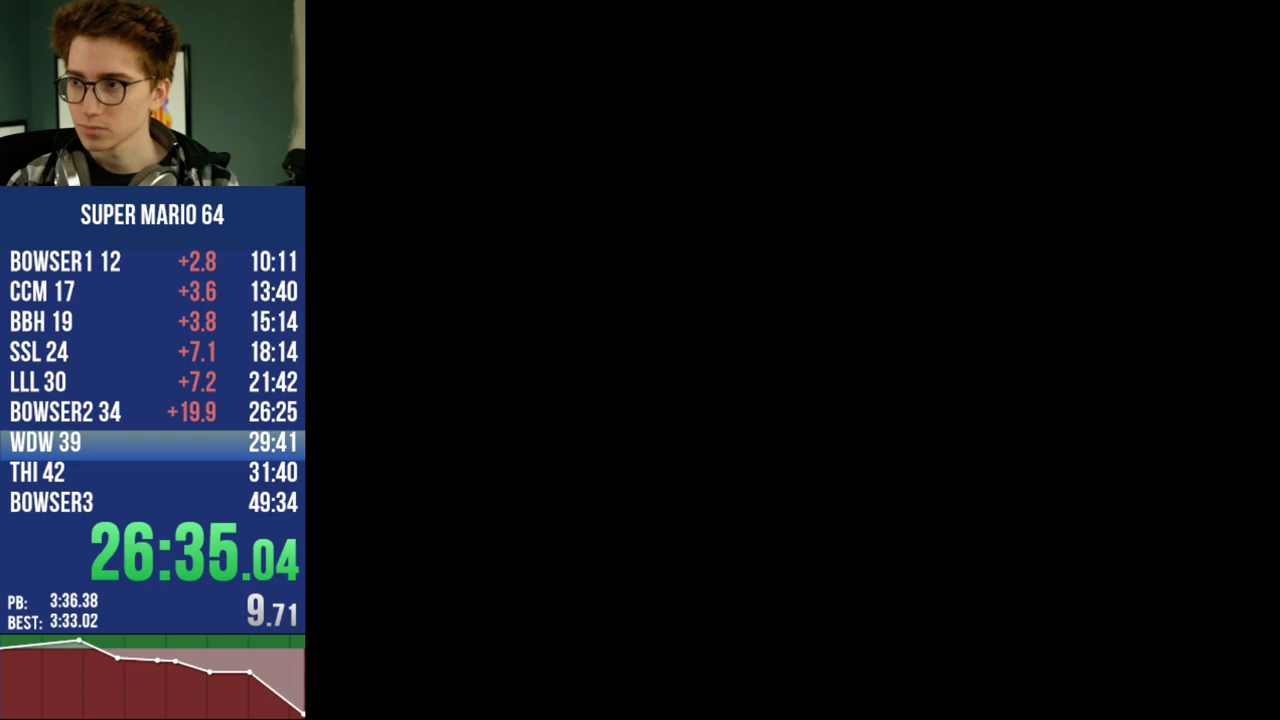 SUPER MARIO 64
BOWSER1 12 +2.8 10:11
CCM 17 +3.6 13:40
BBH 19 +3.8 15:14
SSL 24 +7.1 18:14
LLL 30 +7.2 21:42
BOWSER2 34 +19.9 26:25
WDW 39 29:41
THI 42 31:40
BOWSER3 49:34
26:35.04
PB: 3:36.38 9.71
BEST: 3:33.02